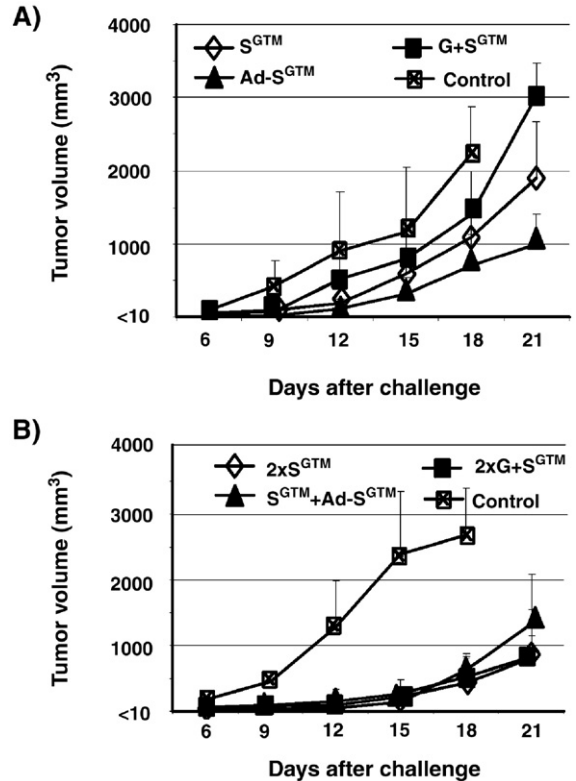 A)
S^GTM
G+S^GTM
Ad-S^GTM
Control
Tumor volume (mm³)
4000
3000
2000
1000
<10
6 9 12 15 18 21
Days after challenge
B)
2xS^GTM
2xG+S^GTM
S^GTM+Ad-S^GTM
Control
Tumor volume (mm³)
4000
3000
2000
1000
<10
6 9 12 15 18 21
Days after challenge